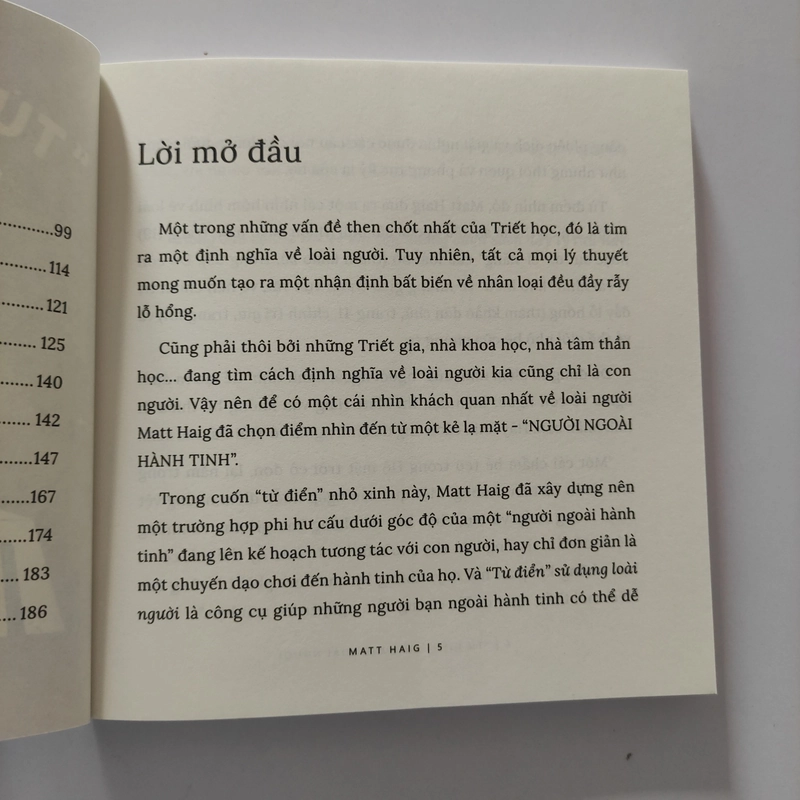 99
114
121
125
140
142
147
167
174
183
186
Lời mở đầu
Một trong những vấn đề then chốt nhất của Triết học, đó là tìm
ra một định nghĩa về loài người. Tuy nhiên, tất cả mọi lý thuyết
mong muốn tạo ra một nhận định bất biến về nhân loại đều đầy rẫy
lỗ hổng.
Cũng phải thôi bởi những Triết gia, nhà khoa học, nhà tâm thần
học... đang tìm cách định nghĩa về loài người kia cũng chỉ là con
người. Vậy nên để có một cái nhìn khách quan nhất về loài người
Matt Haig đã chọn điểm nhìn đến từ một kẻ lạ mặt - “NGƯỜI NGOÀI
HÀNH TINH”.
Trong cuốn “từ điển” nhỏ xinh này, Matt Haig đã xây dựng nên
một trường hợp phi hư cấu dưới góc độ của một “người ngoài hành
tinh” đang lên kế hoạch tương tác với con người, hay chỉ đơn giản là
một chuyến dạo chơi đến hành tinh của họ. Và “Từ điển” sử dụng loài
người là công cụ giúp những người bạn ngoài hành tinh có thể dễ
MATT HAIG | 5